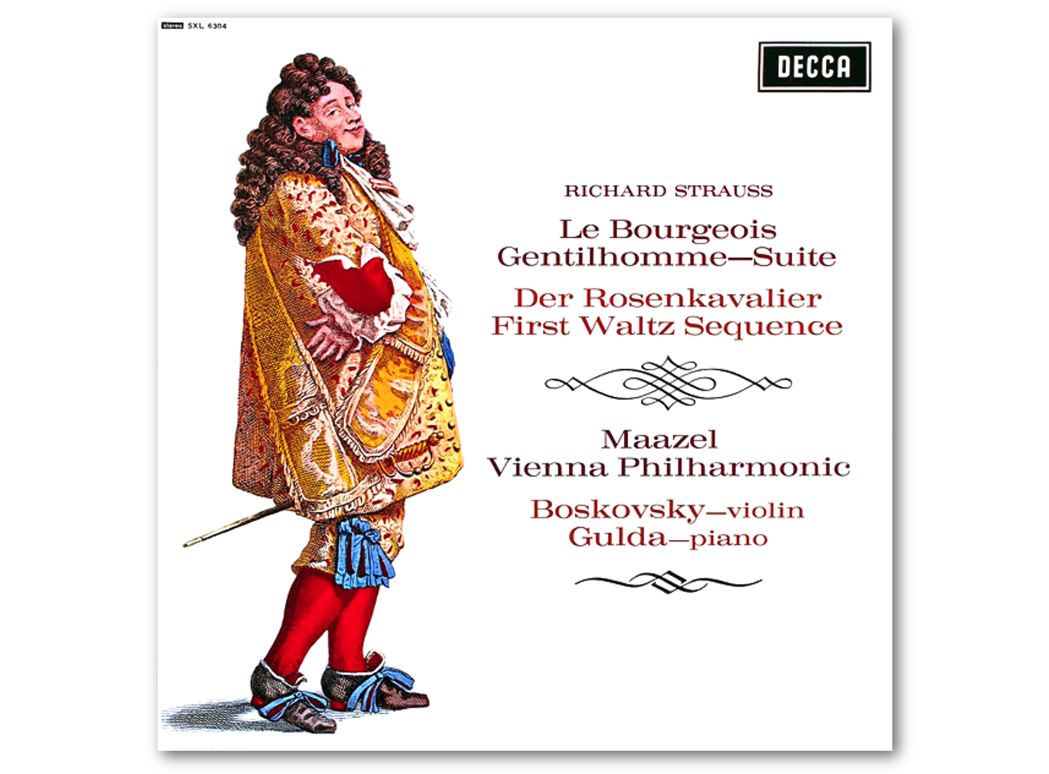 stereo SXL 6304
DECCA
RICHARD STRAUSS
Le Bourgeois
Gentilhomme—Suite
Der Rosenkavalier
First Waltz Sequence
Maazel
Vienna Philharmonic
Boskovsky—violin
Gulda—piano